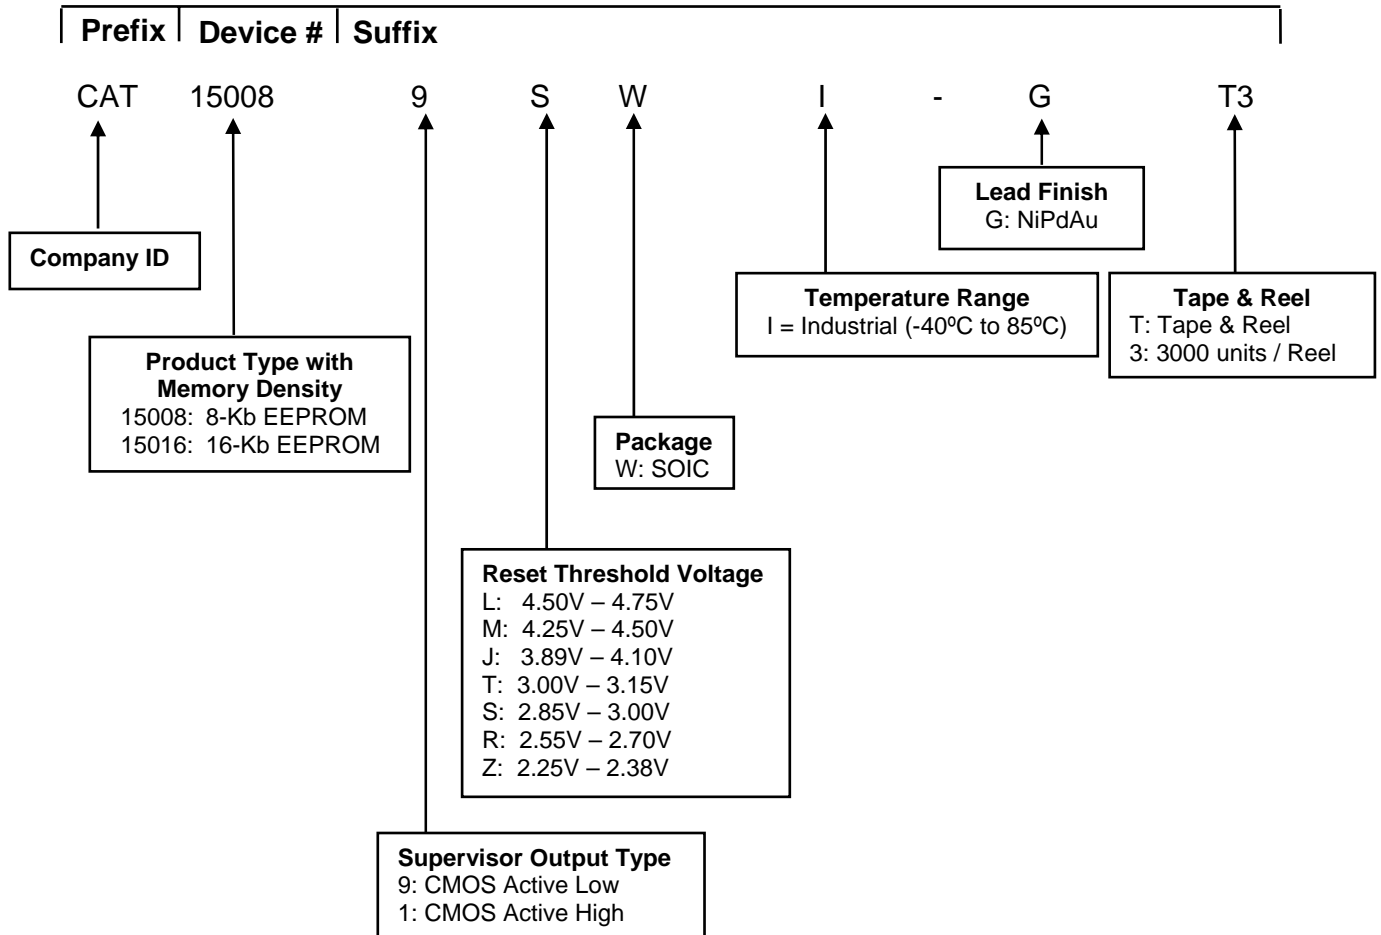 Prefix Device # Suffix
CAT 15008 9 S W I - G T3
Company ID
Lead Finish
G: NiPdAu
Temperature Range
I = Industrial (-40ºC to 85ºC)
Tape & Reel
T: Tape & Reel
3: 3000 units / Reel
Product Type with
Memory Density
15008: 8-Kb EEPROM
15016: 16-Kb EEPROM
Package
W: SOIC
Reset Threshold Voltage
L: 4.50V – 4.75V
M: 4.25V – 4.50V
J: 3.89V – 4.10V
T: 3.00V – 3.15V
S: 2.85V – 3.00V
R: 2.55V – 2.70V
Z: 2.25V – 2.38V
Supervisor Output Type
9: CMOS Active Low
1: CMOS Active High